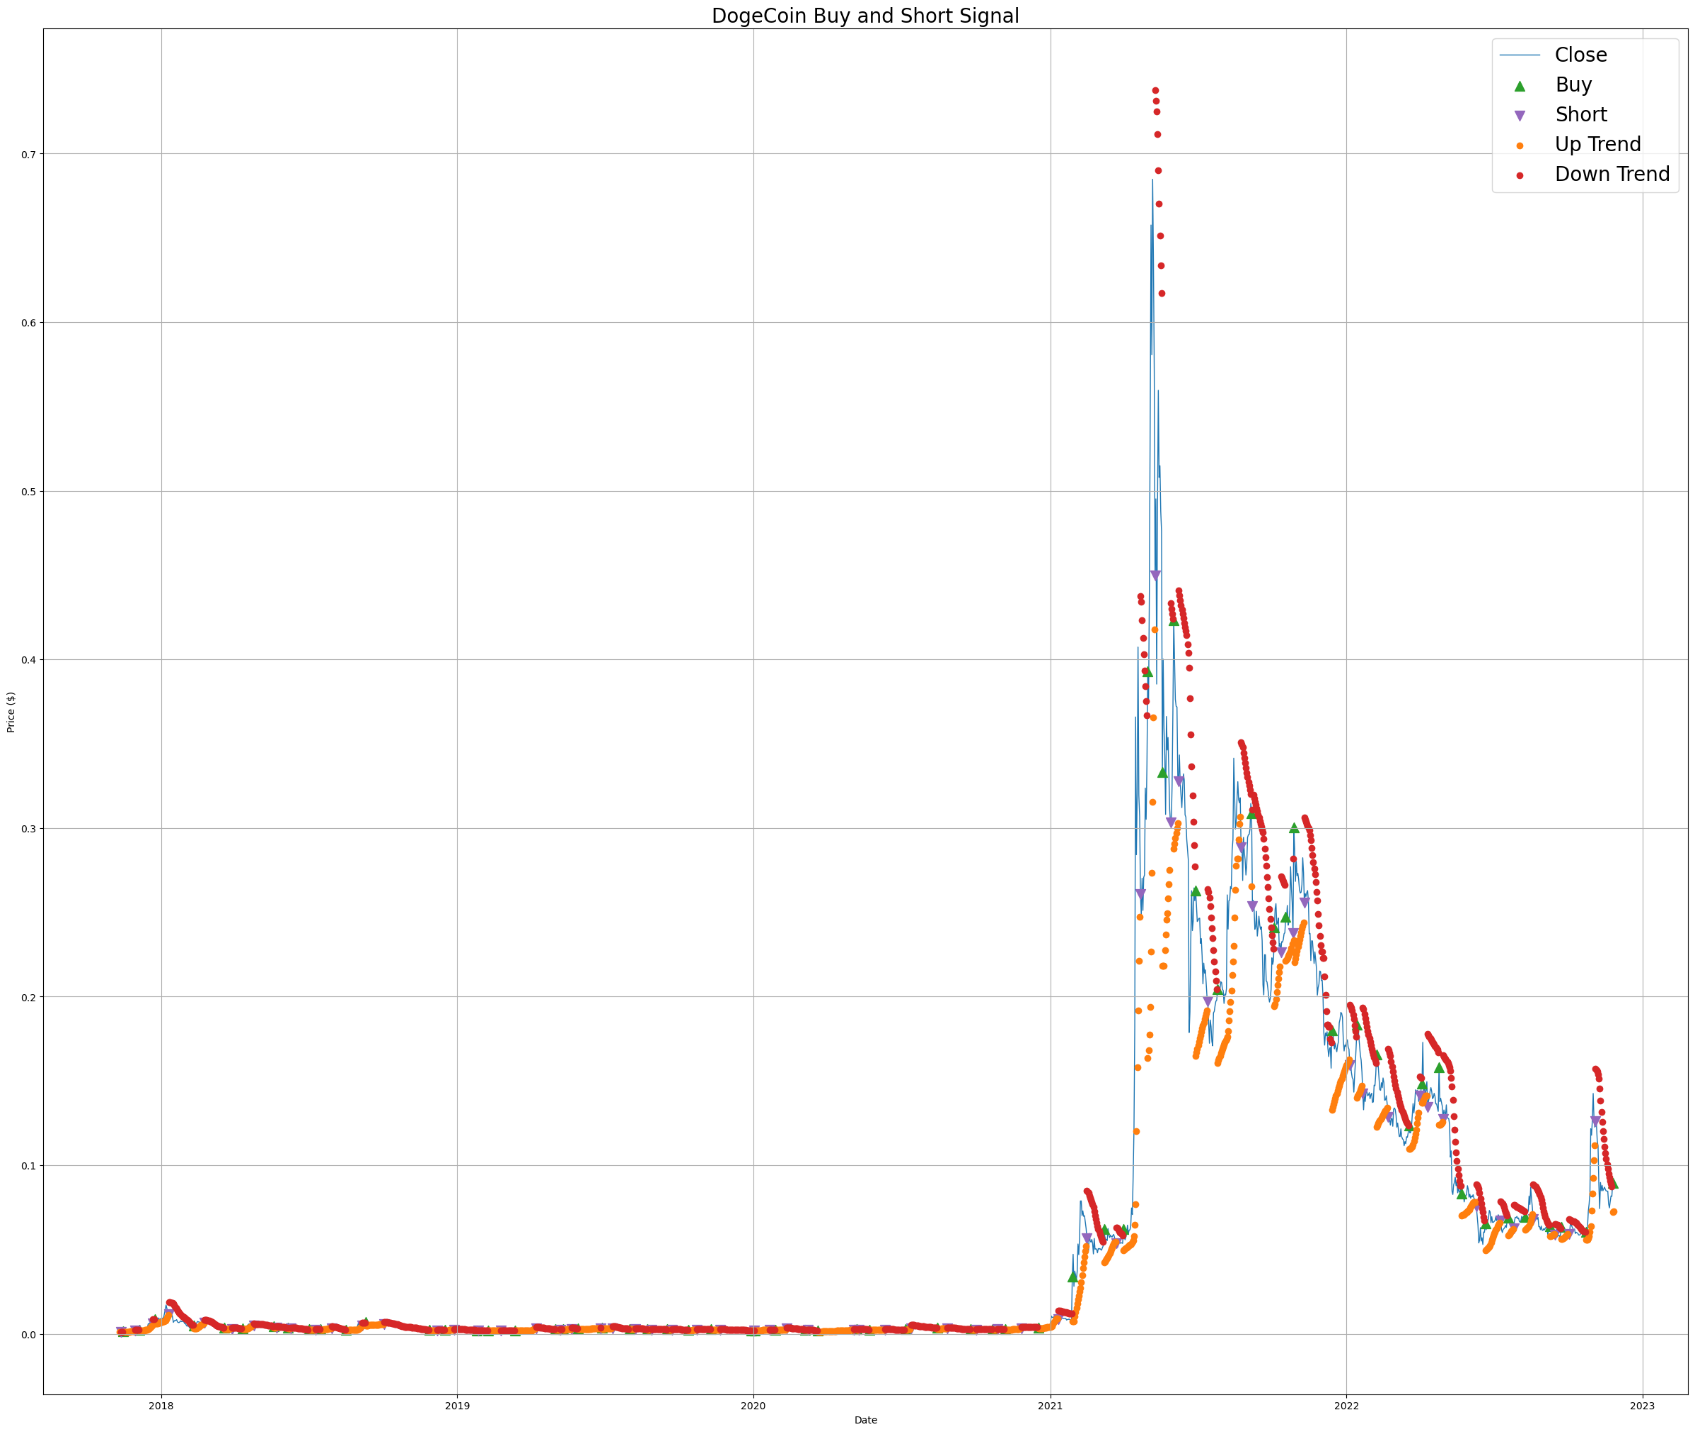 DogeCoin Buy and Short Signal
Close
Buy
Short
Up Trend
Down Trend
0.7
0.6
0.5
0.4
0.3
0.2
0.1
0.0
Price ($)
2018 2019 2020 2021 2022 2023
Date